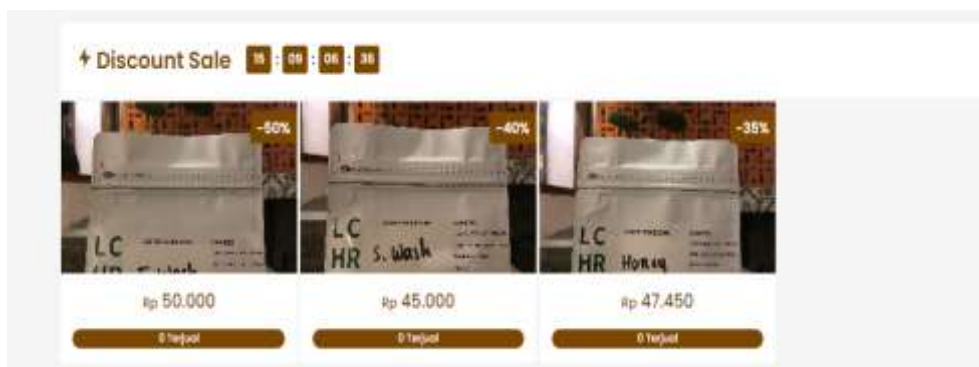 Discount Sale 15 : 09 : 06 : 36
-50%
-40%
-35%
LC
LC
HR S. Wash
LC
HR Honey
Rp 50.000
Rp 45.000
Rp 47.450
0 Terjual
0 Terjual
0 Terjual